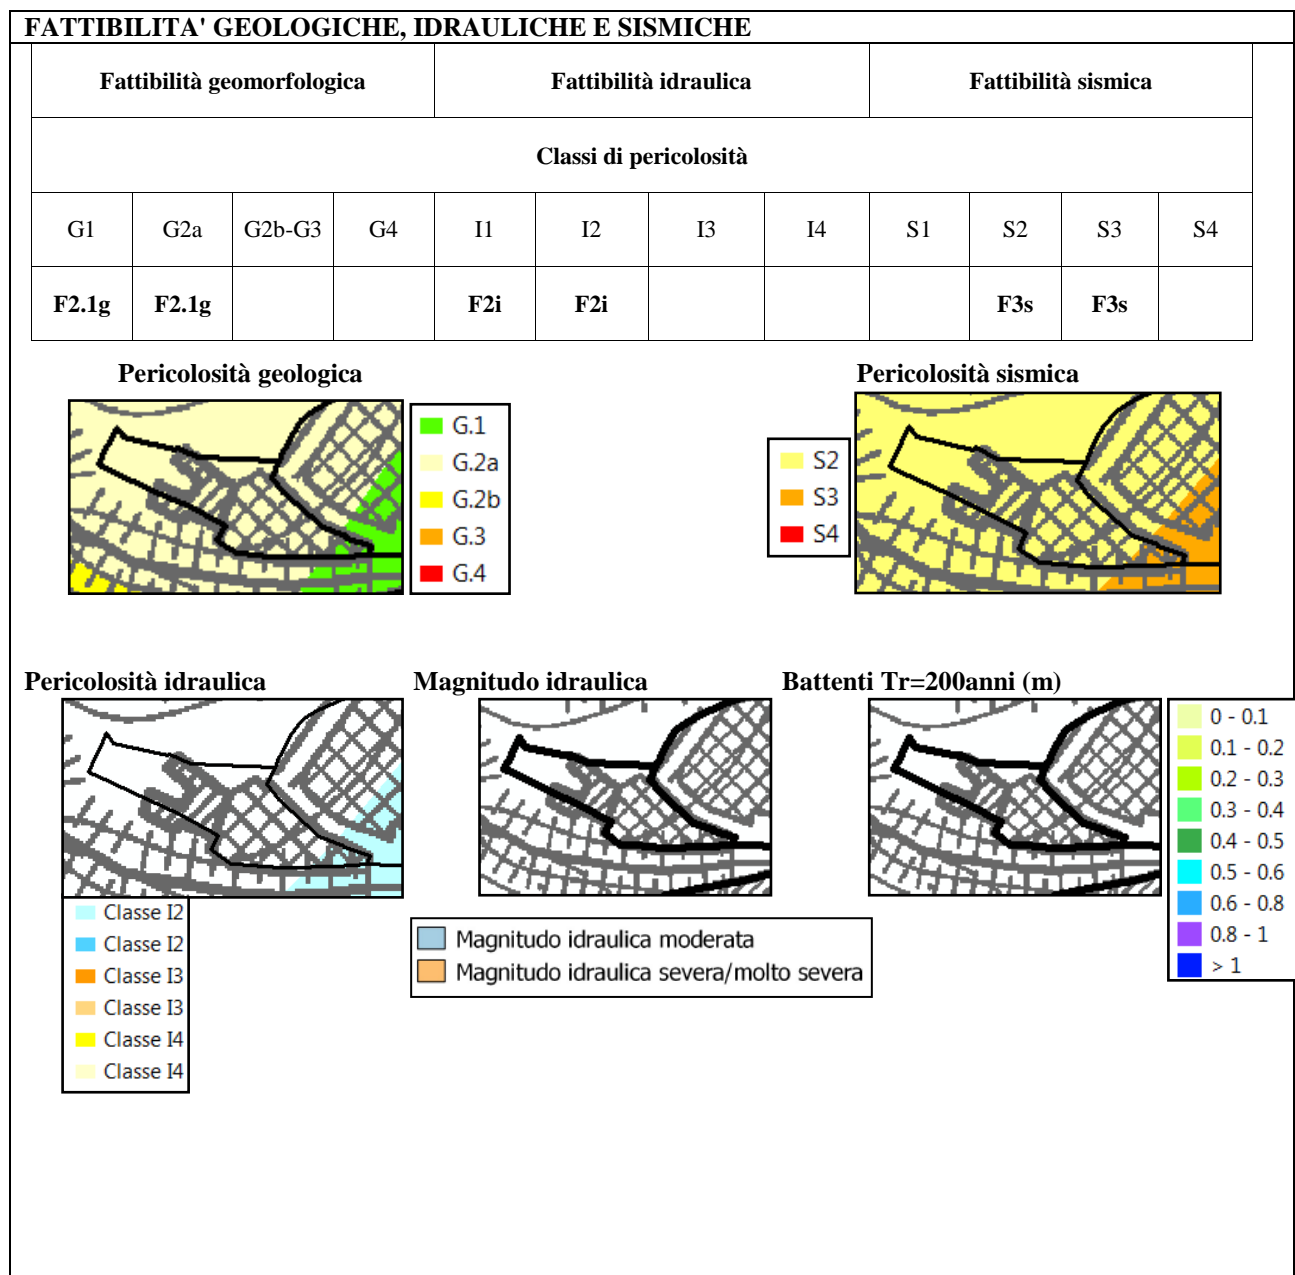 FATTIBILITA' GEOLOGICHE, IDRAULICHE E SISMICHE
Fattibilità geomorfologica Fattibilità idraulica Fattibilità sismica
Classi di pericolosità
G1 G2a G2b-G3 G4 I1 I2 I3 I4 S1 S2 S3 S4
F2.1g F2.1g F2i F2i F3s F3s
Pericolosità geologica
G.1
G.2a
G.2b
G.3
G.4
Pericolosità sismica
S2
S3
S4
Pericolosità idraulica
Classe I2
Classe I2
Classe I3
Classe I3
Classe I4
Classe I4
Magnitudo idraulica
Magnitudo idraulica moderata
Magnitudo idraulica severa/molto severa
Battenti Tr=200anni (m)
0 - 0.1
0.1 - 0.2
0.2 - 0.3
0.3 - 0.4
0.4 - 0.5
0.5 - 0.6
0.6 - 0.8
0.8 - 1
> 1